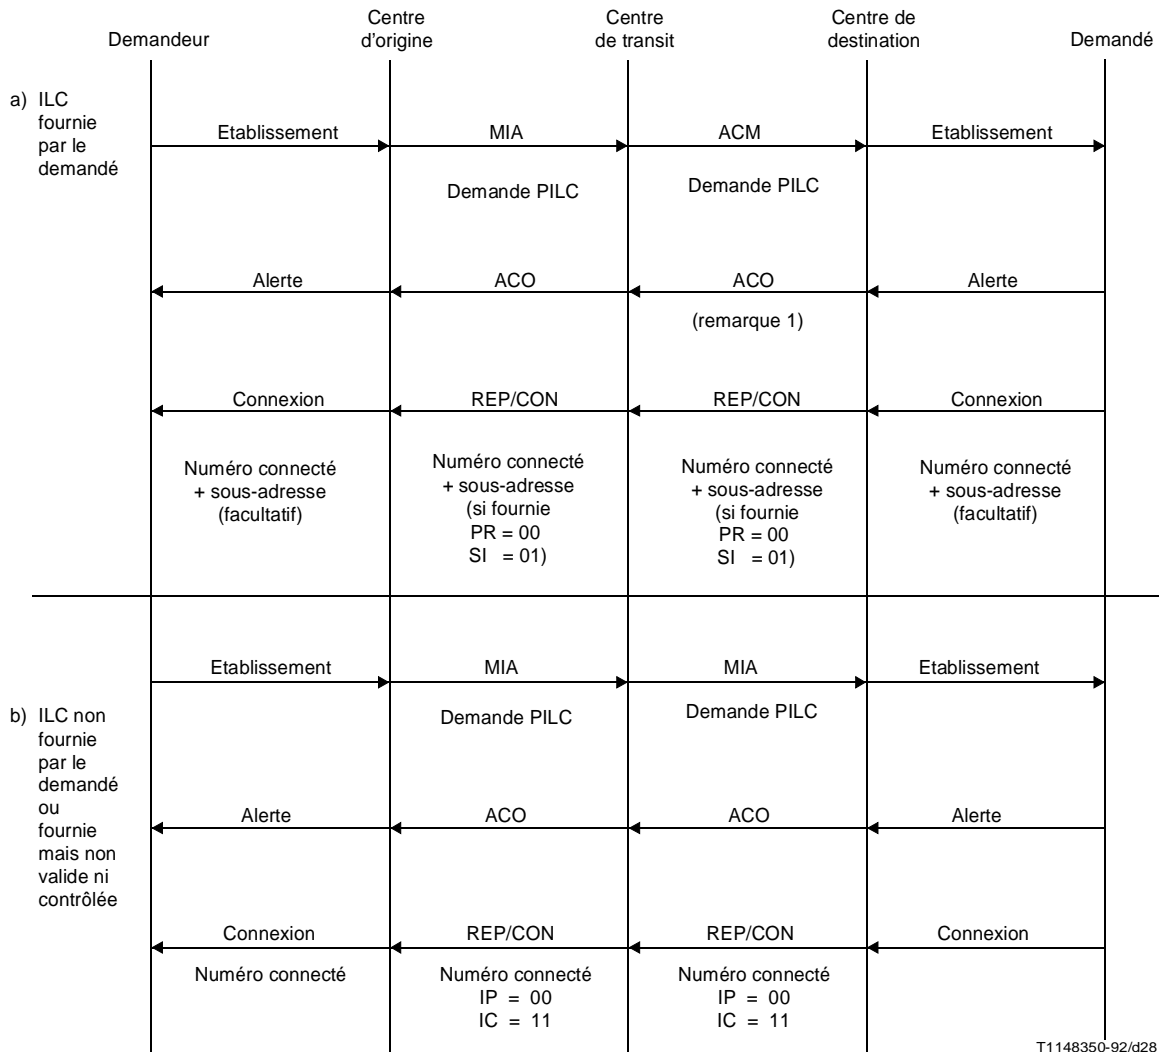 Demandeur
Centre
d'origine
Centre
de transit
Centre de
destination
Demandé
a) ILC
fournie
par le
demandé
Etablissement
MIA
ACM
Etablissement
Demande PILC
Demande PILC
Alerte
ACO
ACO
Alerte
(remarque 1)
Connexion
REP/CON
REP/CON
Connexion
Numéro connecté
+ sous-adresse
(facultatif)
Numéro connecté
+ sous-adresse
(si fournie
PR = 00
SI = 01)
Numéro connecté
+ sous-adresse
(si fournie
PR = 00
SI = 01)
Numéro connecté
+ sous-adresse
(facultatif)
b) ILC non
fournie
par le
demandé
ou
fournie
mais non
valide ni
contrôlée
Etablissement
MIA
MIA
Etablissement
Demande PILC
Demande PILC
Alerte
ACO
ACO
Alerte
Connexion
REP/CON
REP/CON
Connexion
Numéro connecté
Numéro connecté
IP = 00
IC = 11
Numéro connecté
IP = 00
IC = 11
T1148350-92/d28